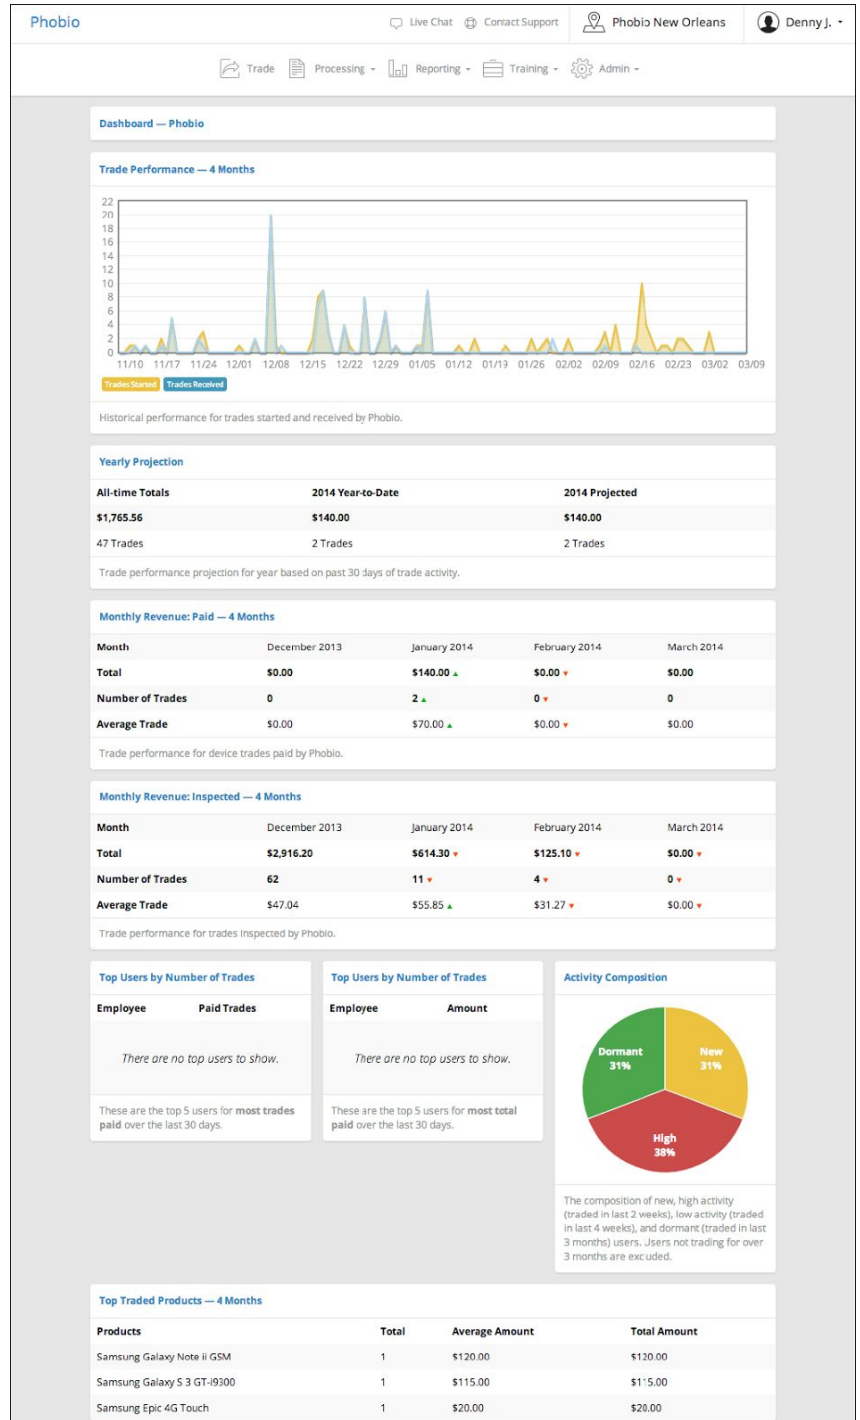 Phobio
Live Chat Contact Support Phobio New Orleans Denny J.
Trade Processing Reporting Training Admin
Dashboard — Phobio
Trade Performance — 4 Months
22
20
18
16
14
12
10
8
6
4
2
0
11/10 11/17 11/24 12/01 12/08 12/15 12/22 12/29 01/05 01/12 01/19 01/26 02/02 02/09 02/16 02/23 03/02 03/09
Trades Started Trades Received
Historical performance for trades started and received by Phobio.
Yearly Projection
All-time Totals 2014 Year-to-Date 2014 Projected
$1,765.56 $140.00 $140.00
47 Trades 2 Trades 2 Trades
Trade performance projection for year based on past 30 days of trade activity.
Monthly Revenue: Paid — 4 Months
Month December 2013 January 2014 February 2014 March 2014
Total $0.00 $140.00 $0.00 $0.00
Number of Trades 0 2 0 0
Average Trade $0.00 $70.00 $0.00 $0.00
Trade performance for device trades paid by Phobio.
Monthly Revenue: Inspected — 4 Months
Month December 2013 January 2014 February 2014 March 2014
Total $2,916.20 $614.30 $125.10 $0.00
Number of Trades 62 11 4 0
Average Trade $47.04 $55.85 $31.27 $0.00
Trade performance for trades Inspected by Phobio.
Top Users by Number of Trades
Employee Paid Trades
There are no top users to show.
These are the top 5 users for most trades
paid over the last 30 days.
Top Users by Number of Trades
Employee Amount
There are no top users to show.
These are the top 5 users for most total
paid over the last 30 days.
Activity Composition
Dormant
31%
New
31%
High
38%
The composition of new, high activity
(traded in last 2 weeks), low activity (traded
in last 4 weeks), and dormant (traded in last
3 months) users. Users not trading for over
3 months are excluded.
Top Traded Products — 4 Months
Products Total Average Amount Total Amount
Samsung Galaxy Note ii GSM 1 $120.00 $120.00
Samsung Galaxy S 3 GT-i9300 1 $115.00 $115.00
Samsung Epic 4G Touch 1 $20.00 $20.00